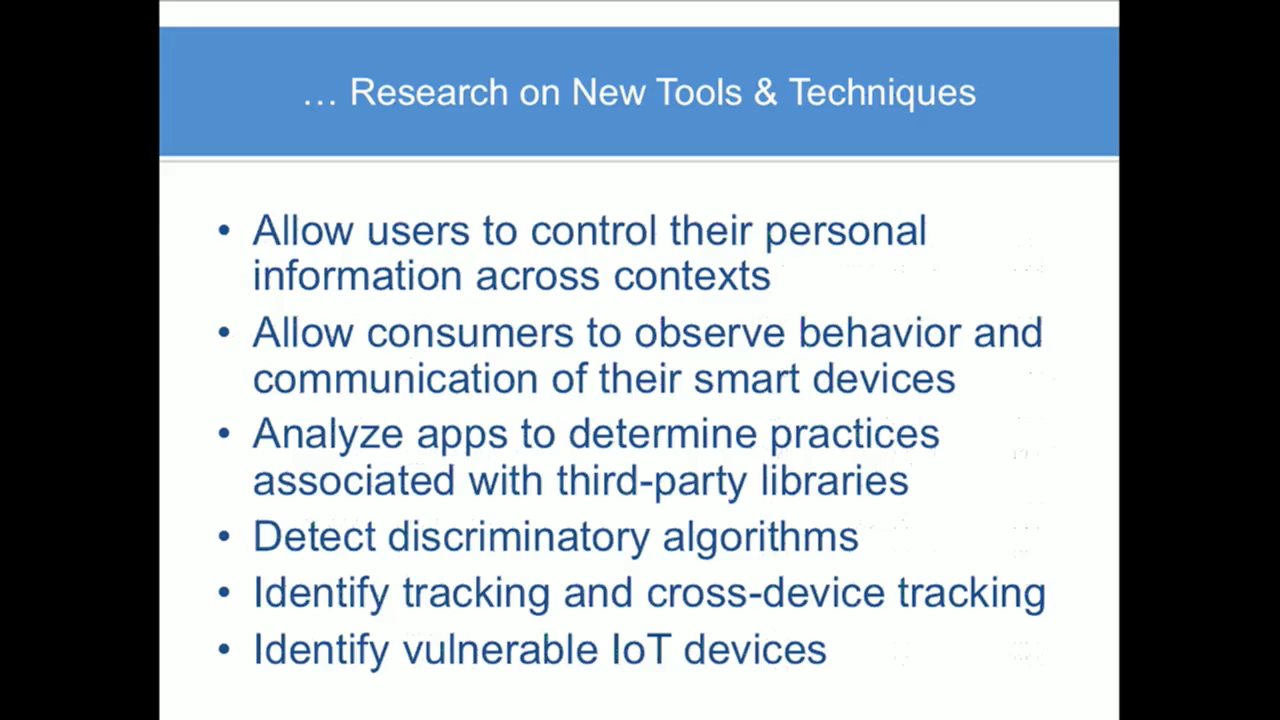 … Research on New Tools & Techniques
• Allow users to control their personal
information across contexts
• Allow consumers to observe behavior and
communication of their smart devices
• Analyze apps to determine practices
associated with third-party libraries
• Detect discriminatory algorithms
• Identify tracking and cross-device tracking
• Identify vulnerable IoT devices